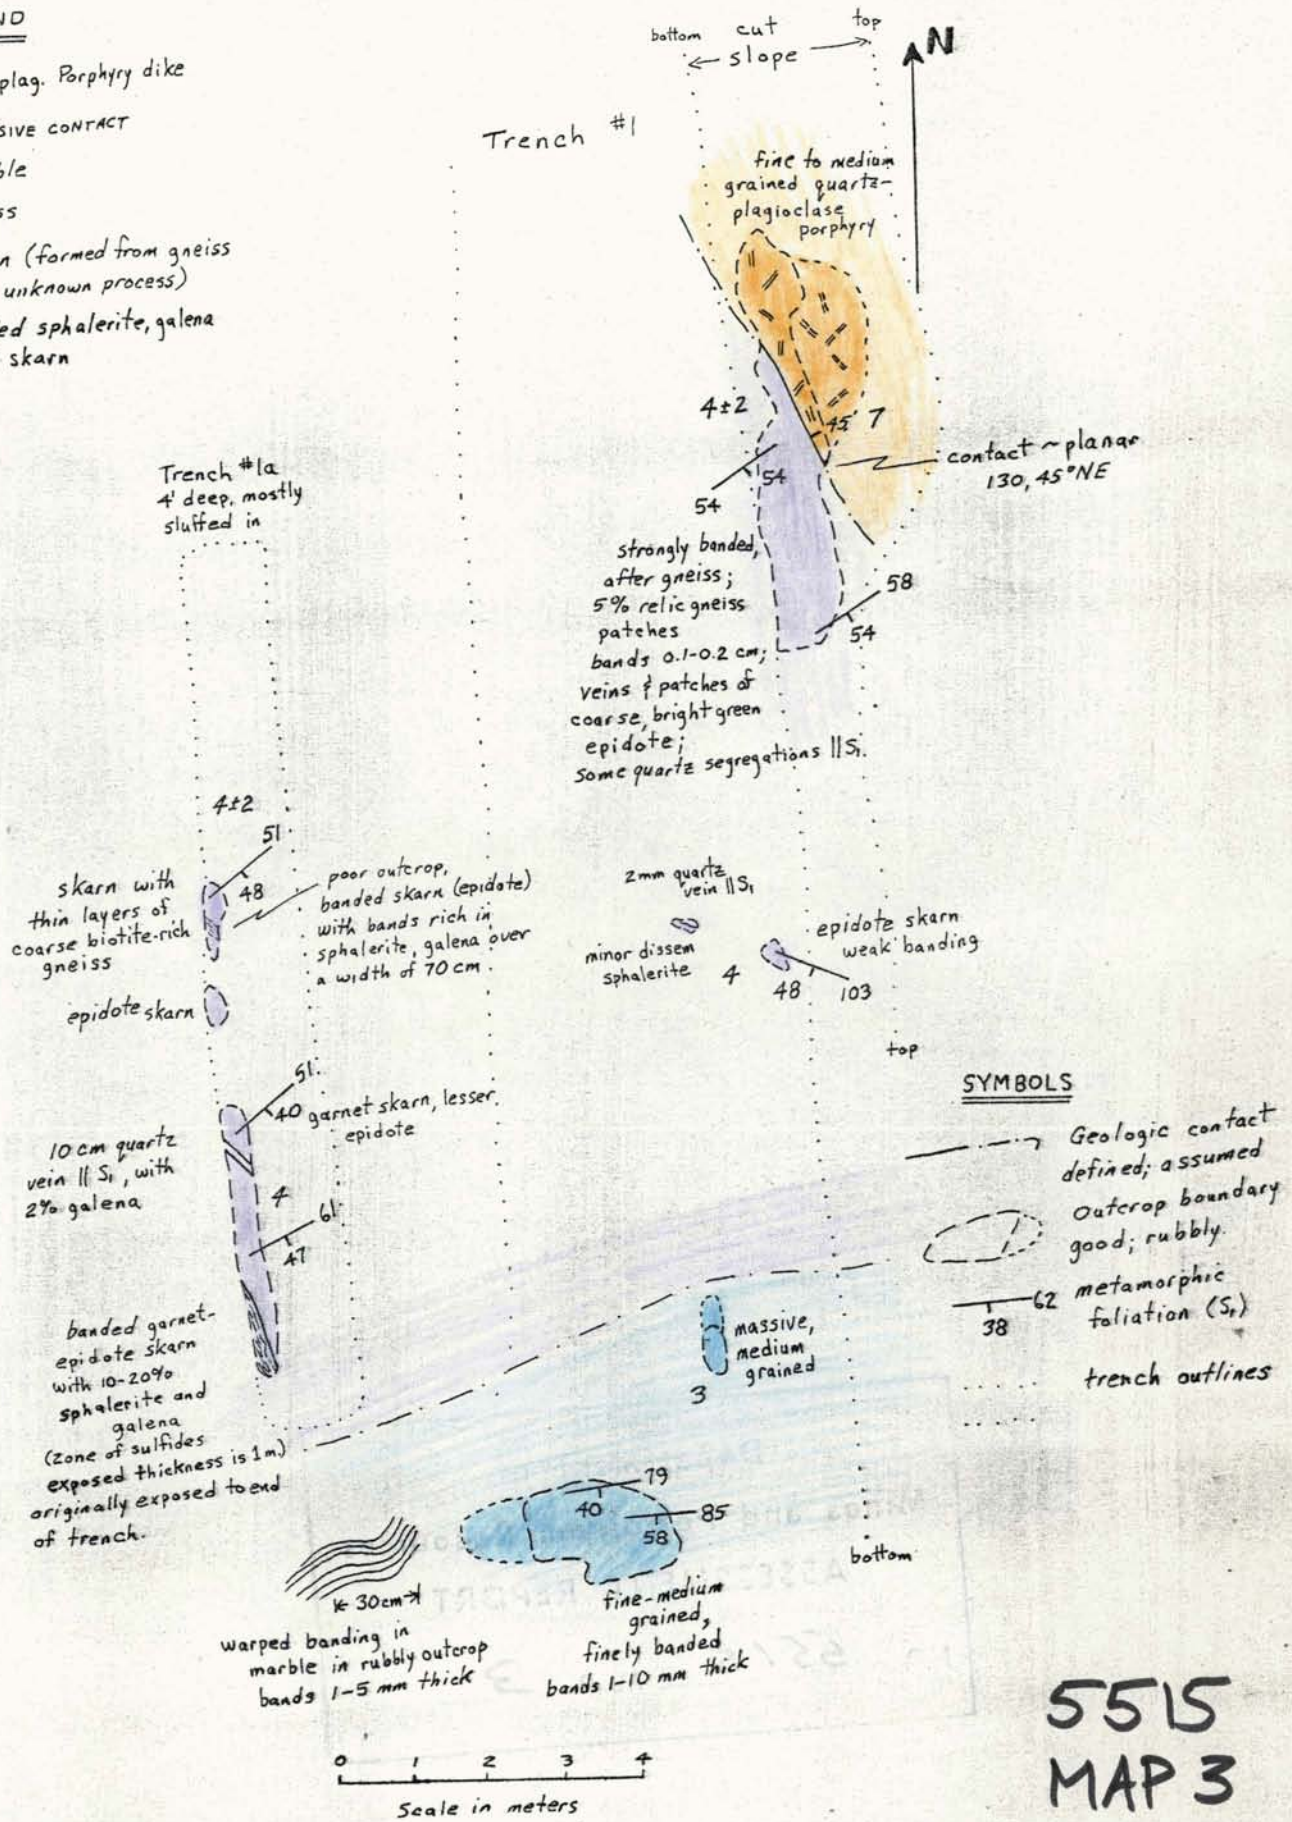 plag. Porphyry dike
CONTACT
(formed from gneiss
unknown process)
sphalerite, galena
skarn
bottom cut top
slope
N
Trench #1
fine to medium
grained quartz-
plagioclase
porphyry
4±2
45 7
contact ~ planar
130, 45°NE
54
54
strongly banded,
after gneiss;
5% relic gneiss
patches
bands 0.1-0.2 cm;
veins & patches of
coarse, bright green
epidote;
some quartz segregations || S1.
58
54
Trench #1a
4' deep, mostly
sluffed in
4±2
51
48
skarn with
thin layers of
coarse biotite-rich
gneiss
poor outcrop,
banded skarn (epidote)
with bands rich in
sphalerite, galena over
a width of 70 cm.
epidote skarn
2mm quartz
vein || S1
minor dissem
sphalerite
4
epidote skarn
weak banding
48 103
top
51
40 garnet skarn, lesser
epidote
10 cm quartz
vein || S1, with
2% galena
4
61
47
banded garnet-
epidote skarn
with 10-20%
sphalerite and
galena
(zone of sulfides
exposed thickness is 1m.)
originally exposed to end
of trench.
massive,
medium
grained
3
79
40
85
58
bottom
30cm
warped banding in
marble in rubbly outcrop
bands 1-5 mm thick
fine-medium
grained,
finely banded
bands 1-10 mm thick
SYMBOLS
Geologic contact
defined; assumed
Outcrop boundary
good; rubbly.
62
38
metamorphic
foliation (S1)
trench outlines
0 1 2 3 4
Scale in meters
5515
MAP 3